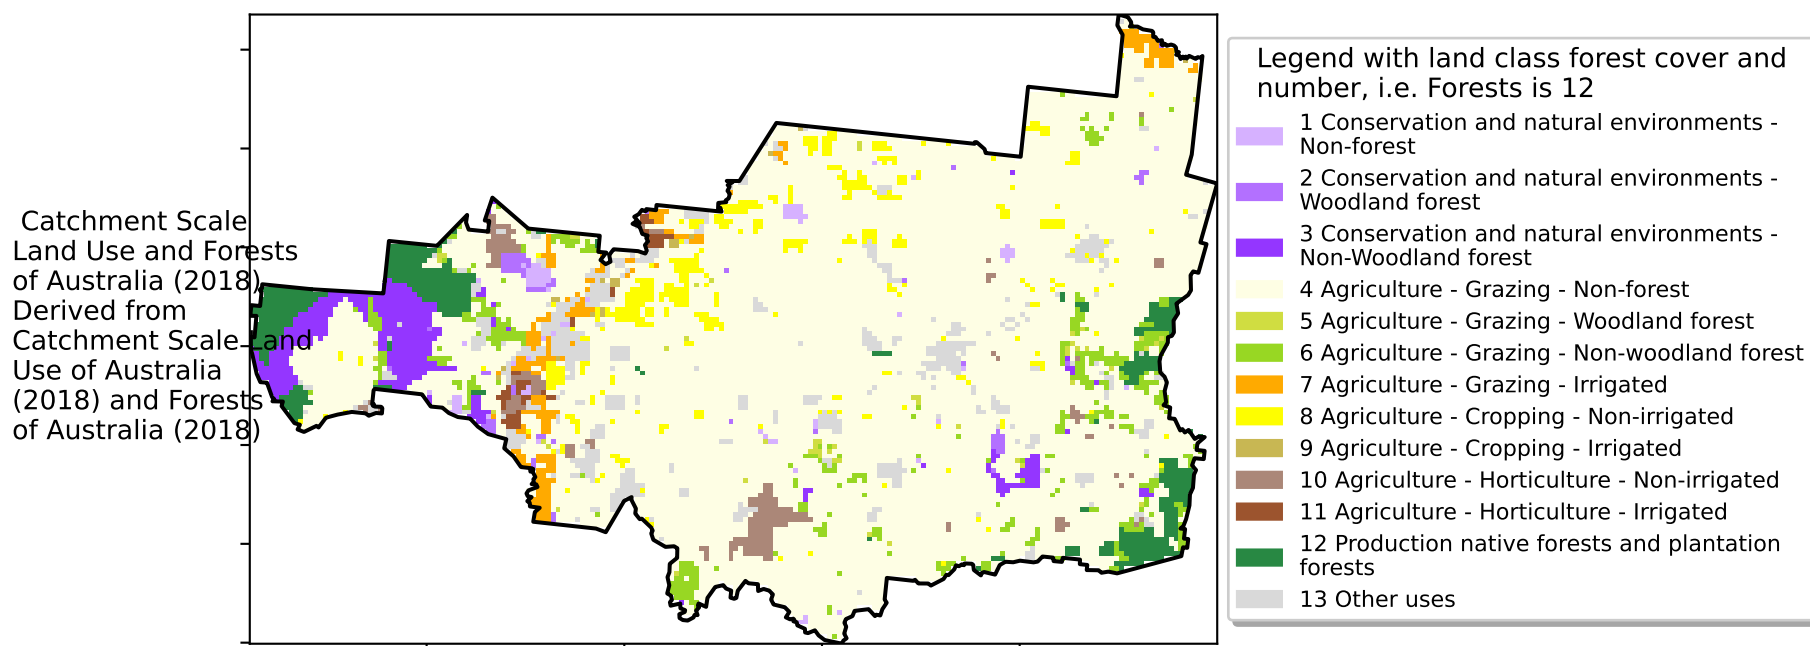 Catchment Scale
Land Use and Forests
of Australia (2018)
Derived from
Catchment Scale Land
Use of Australia
(2018) and Forests
of Australia (2018)
Legend with land class forest cover and
number, i.e. Forests is 12
1 Conservation and natural environments -
Non-forest
2 Conservation and natural environments -
Woodland forest
3 Conservation and natural environments -
Non-Woodland forest
4 Agriculture - Grazing - Non-forest
5 Agriculture - Grazing - Woodland forest
6 Agriculture - Grazing - Non-woodland forest
7 Agriculture - Grazing - Irrigated
8 Agriculture - Cropping - Non-irrigated
9 Agriculture - Cropping - Irrigated
10 Agriculture - Horticulture - Non-irrigated
11 Agriculture - Horticulture - Irrigated
12 Production native forests and plantation
forests
13 Other uses